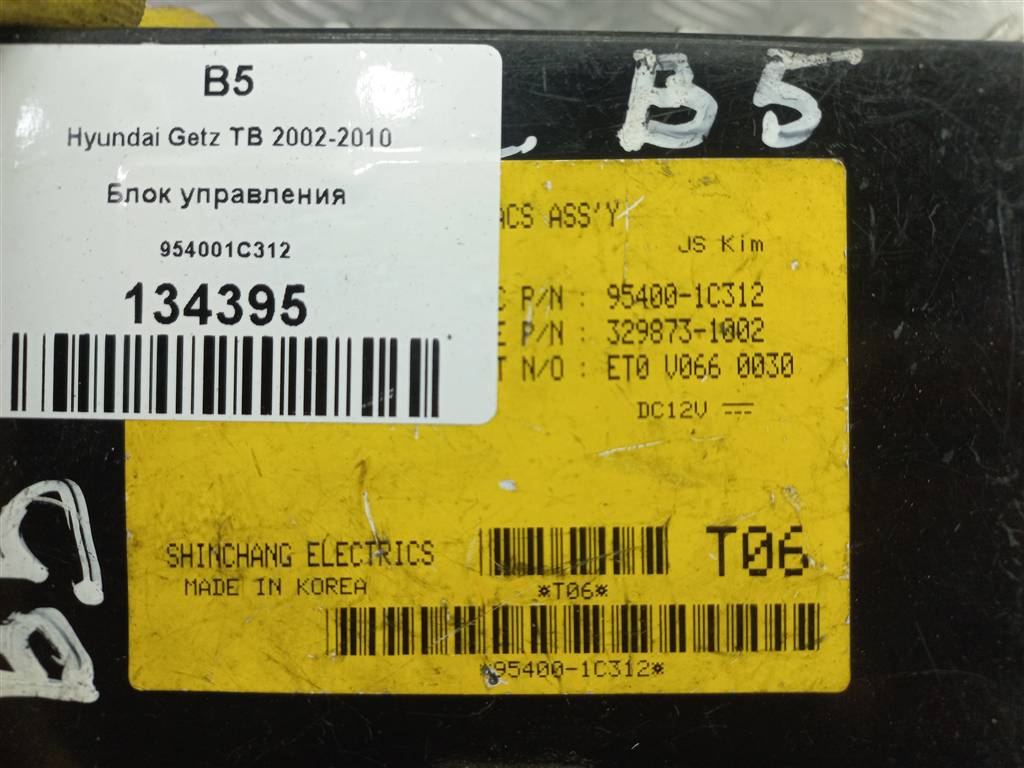 B5
Hyundai Getz TB 2002-2010
Блок управления
954001C312
134395
B5
ACS ASS'Y
JS Kim
C P/N : 95400-1C312
E P/N : 329873-1002
T N/O : ET0 V066 0030
DC12V
SHINCHANG ELECTRICS
MADE IN KOREA
*T06*
T06
*95400-1C312*
B5